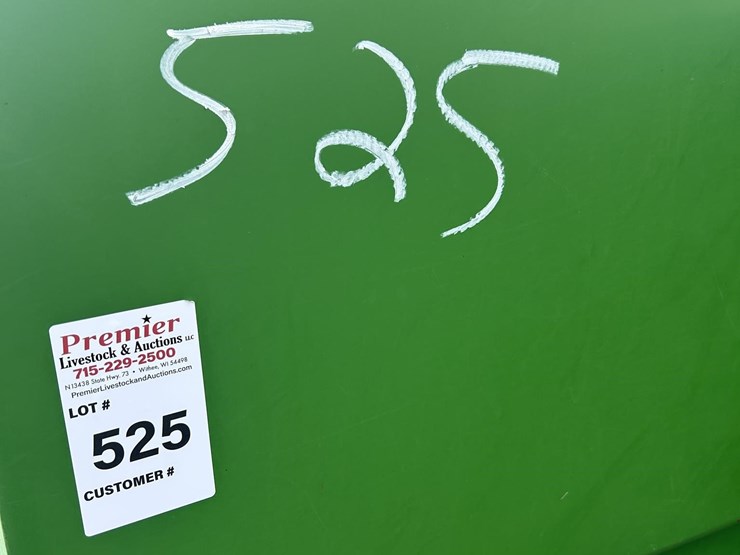 525
Premier
Livestock & Auctions LLC
715-229-2500
N13438 State Hwy. 73 • Withee, WI 54498
PremierLivestockandAuctions.com
LOT #
525
CUSTOMER #